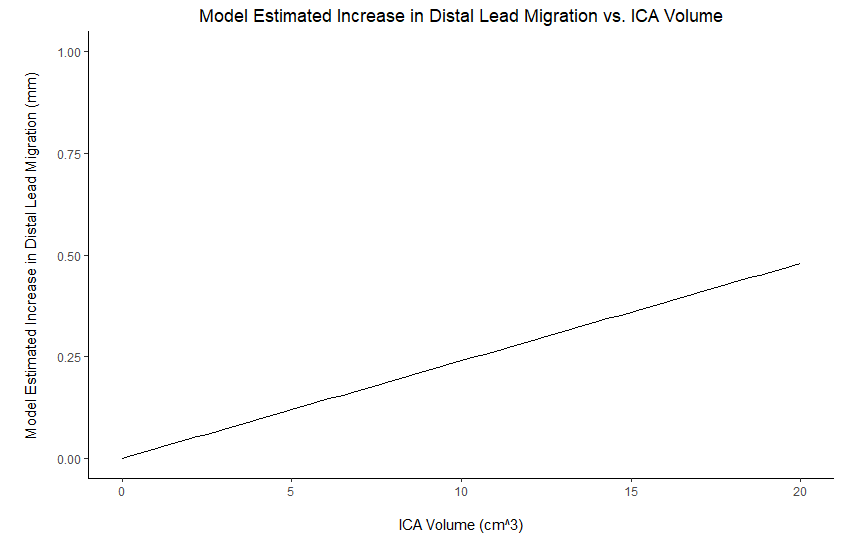 Model Estimated Increase in Distal Lead Migration vs. ICA Volume
Model Estimated Increase in Distal Lead Migration (mm)
1.00
0.75
0.50
0.25
0.00
0 5 10 15 20
ICA Volume (cm^3)